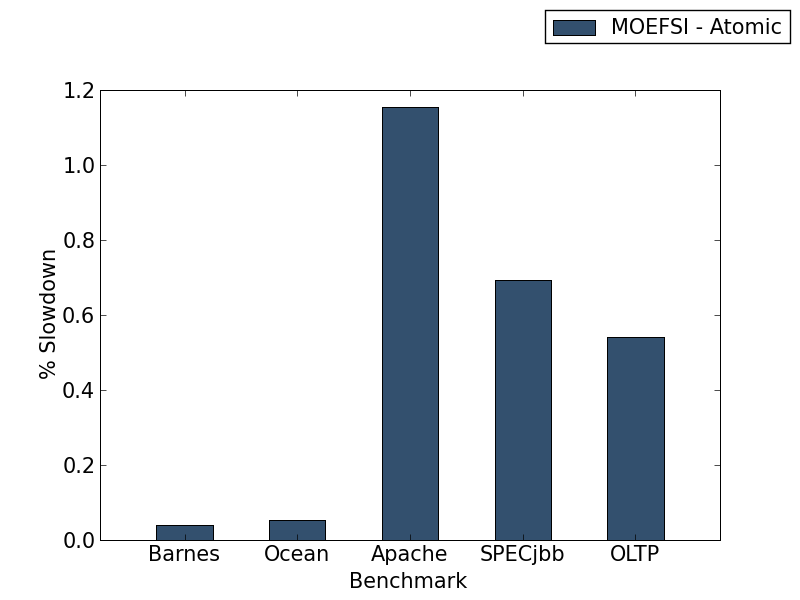 MOEFSI - Atomic
1.2
1.0
0.8
0.6
0.4
0.2
0.0
% Slowdown
Barnes Ocean Apache SPECjbb OLTP
Benchmark